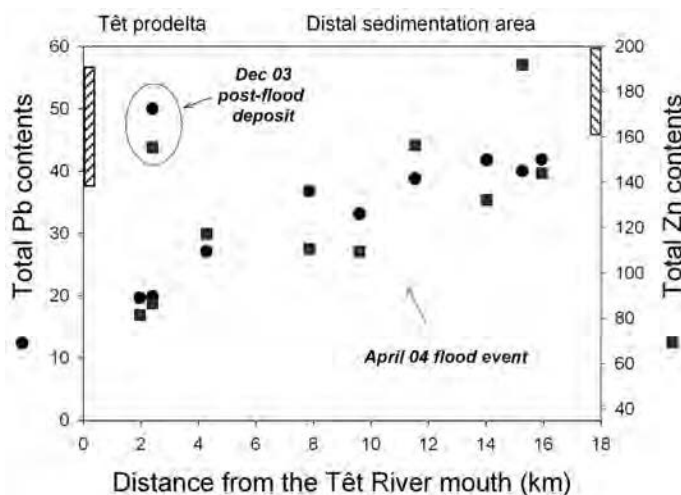 Têt prodelta Distal sedimentation area
60
50
40
30
20
10
0
200
180
160
140
120
100
80
60
40
Total Pb contents
Total Zn contents
Dec 03
post-flood
deposit
April 04 flood event
0 2 4 6 8 10 12 14 16 18
Distance from the Têt River mouth (km)